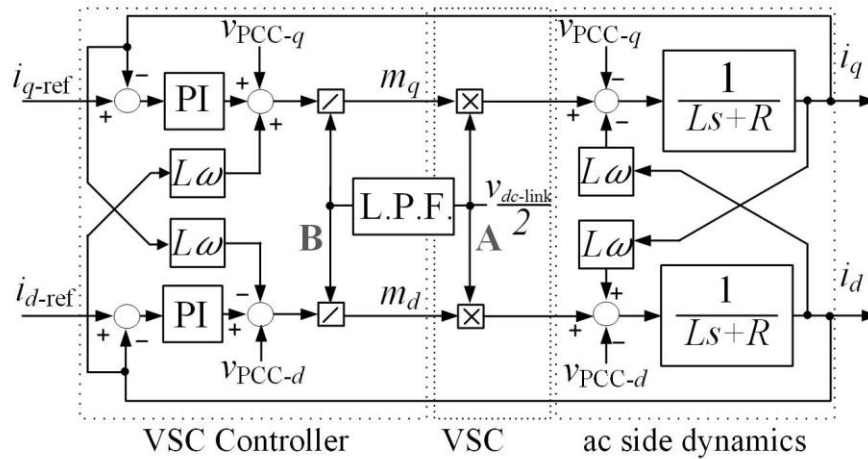 v_PCC-q
v_PCC-q
i_q-ref
−
+
PI
+
+
m_q
×
+
−
−
1
Ls+R
i_q
Lω
Lω
L.P.F.
v_dc-link
2
B
A
Lω
Lω
i_d-ref
+
−
PI
−
+
+
m_d
×
+
+
−
1
Ls+R
i_d
v_PCC-d
v_PCC-d
VSC Controller
VSC
ac side dynamics